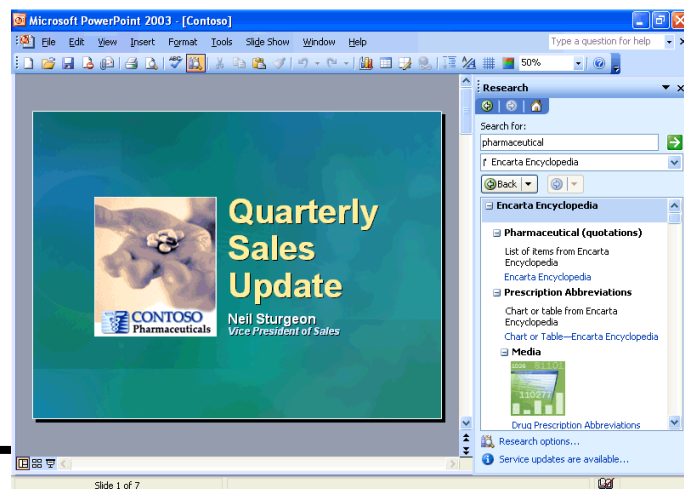 Microsoft PowerPoint 2003 - [Contoso]
File Edit View Insert Format Tools Slide Show Window Help
Type a question for help
50%
Research
Search for:
pharmaceutical
Encarta Encyclopedia
Back
Encarta Encyclopedia
Pharmaceutical (quotations)
List of items from Encarta
Encyclopedia
Encarta Encyclopedia
Prescription Abbreviations
Chart or table from Encarta
Encyclopedia
Chart or Table—Encarta Encyclopedia
Media
110277
Drug Prescription Abbreviations
Research options...
Service updates are available...
Quarterly
Sales
Update
CONTOSO
Pharmaceuticals
Neil Sturgeon
Vice President of Sales
Slide 1 of 7